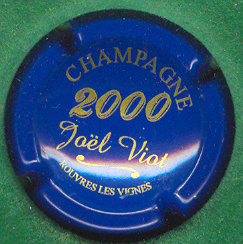 CHAMPAGNE
2000
Joël Viot
ROUVRES LES VIGNES